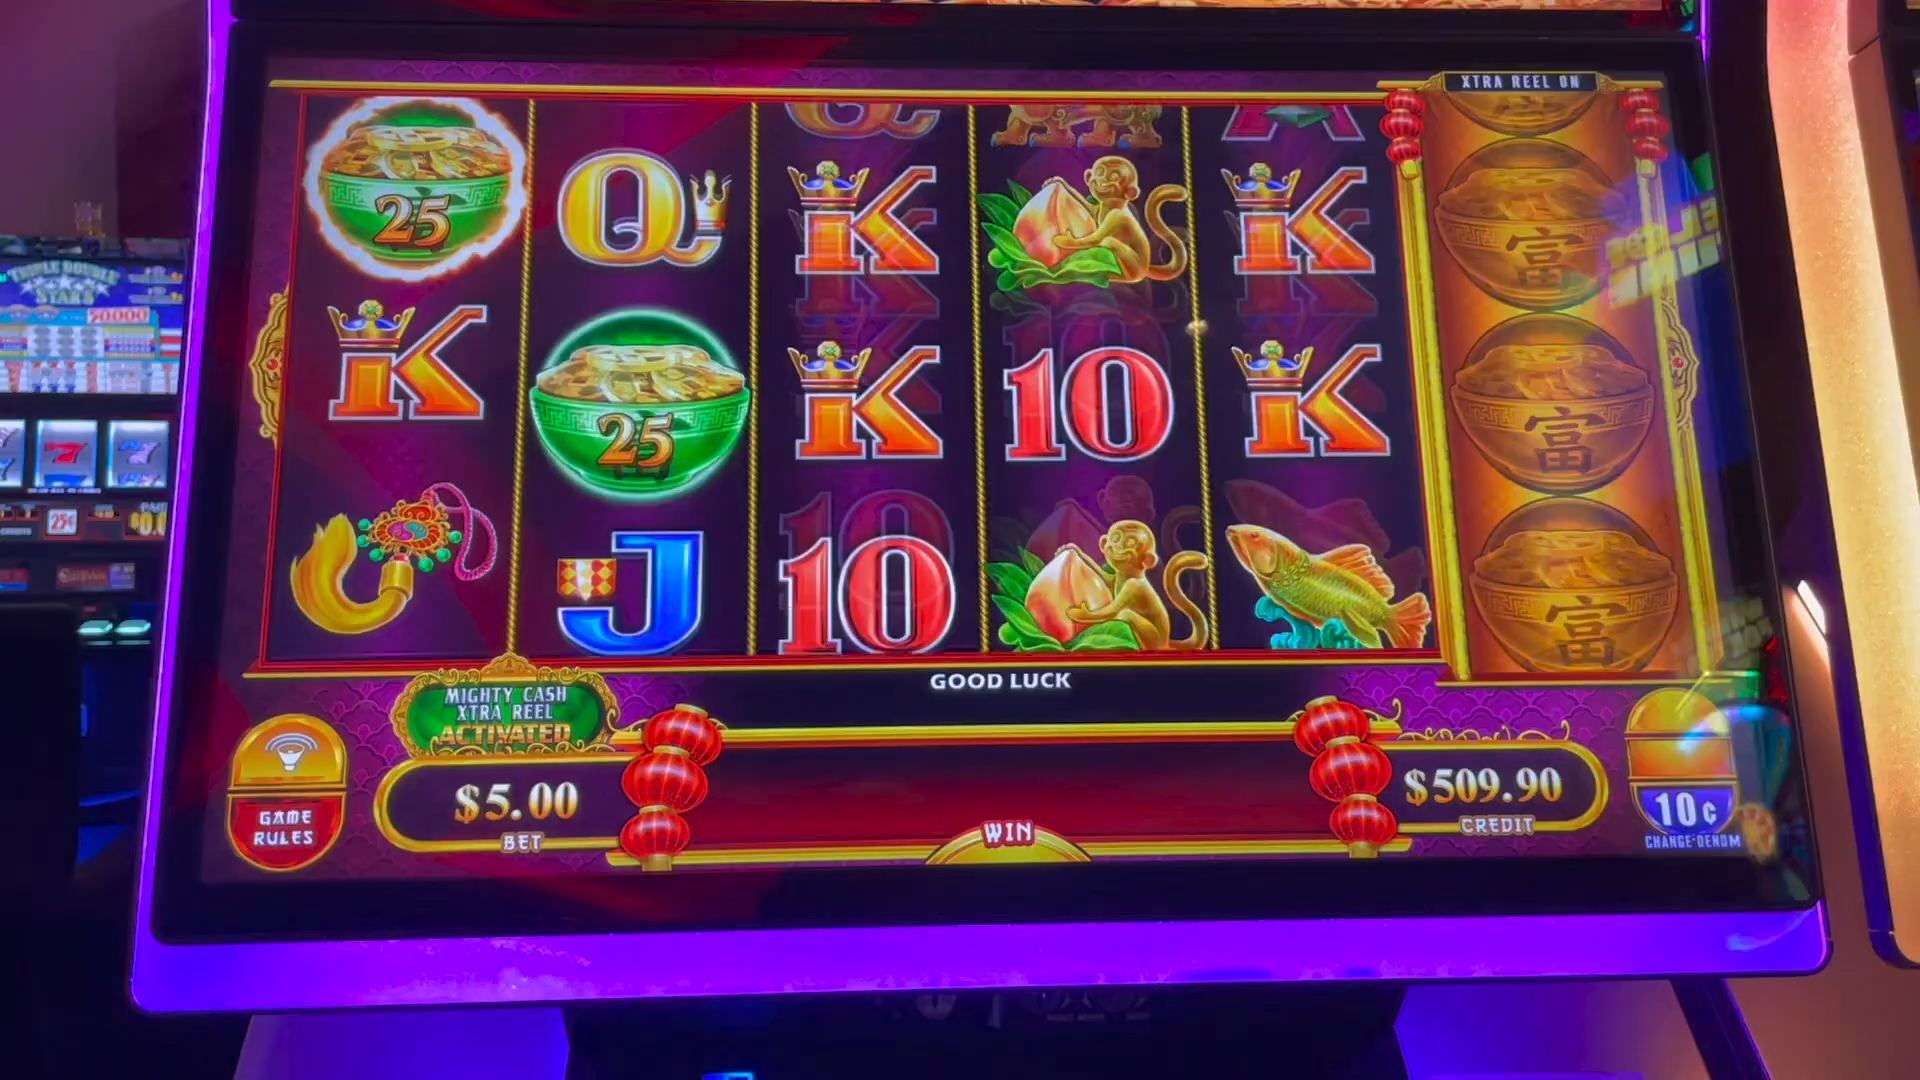 XTRA REEL ON
25
Q
K
K
富
TRIPLE DOUBLE
STARS
K
25
K
10
K
富
J
10
富
25¢
GOOD LUCK
MIGHTY CASH
XTRA REEL
ACTIVATED
$5.00
BET
GAME
RULES
WIN
$509.90
CREDIT
10¢
CHANGE DENOM